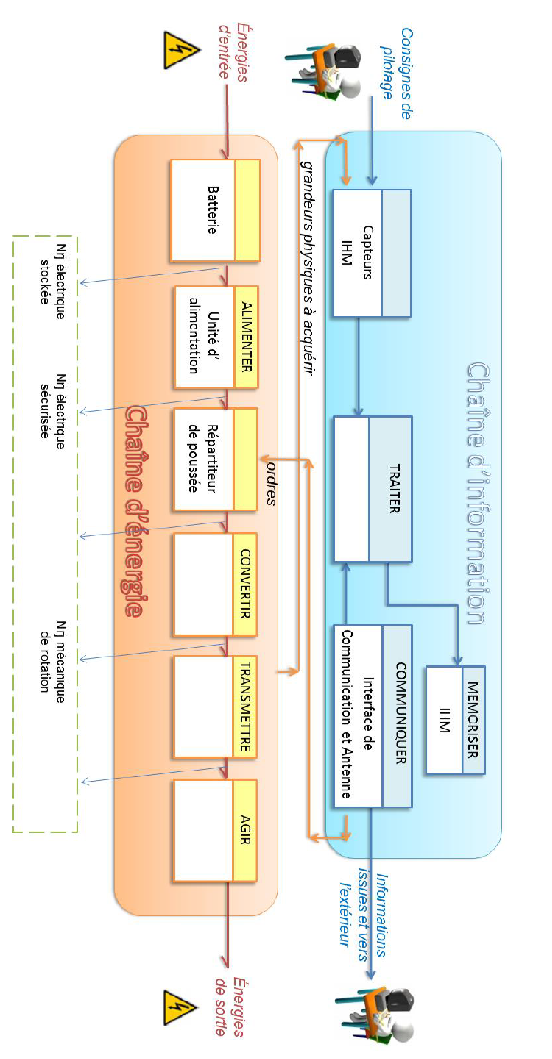 Chaîne d'information
Consignes de
pilotage
Capteurs
IHM
TRAITER
MEMORISER
IHM
COMMUNIQUER
Interface de
Communication et Antenne
Informations
issues et vers
l'extérieur
grandeurs physiques à acquérir
ordres
Énergies
d'entrée
Batterie
ALIMENTER
Unité d'
alimentation
Répartiteur
de poussée
CONVERTIR
TRANSMETTRE
AGIR
Énergies
de sortie
Chaîne d'énergie
Nrj électrique
stockée
Nrj électrique
sécurisée
Nrj mécanique
de rotation